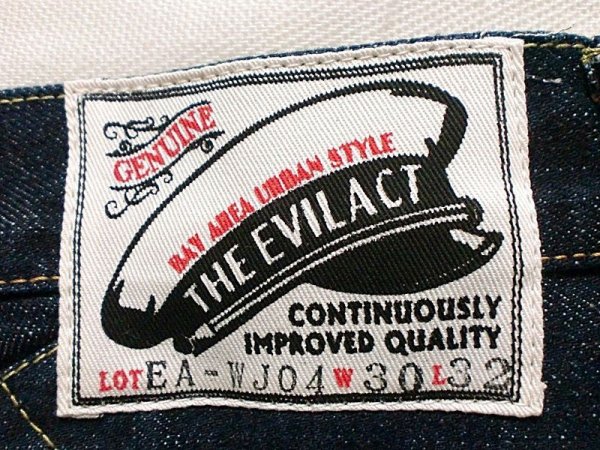 GENUINE
BAY AREA URBAN STYLE
THE EVILACT
CONTINUOUSLY
IMPROVED QUALITY
LOT EA-WJ04 W 30 L 32